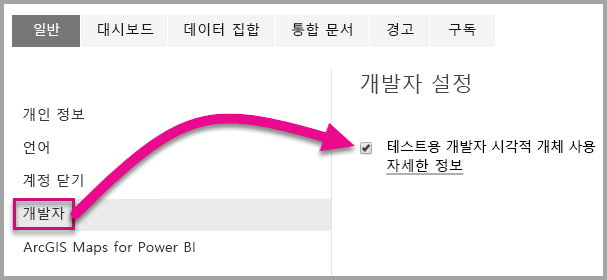 일반 대시보드 데이터 집합 통합 문서 경고 구독
개발자 설정
개인 정보
언어
계정 닫기
개발자
ArcGIS Maps for Power BI
테스트용 개발자 시각적 개체 사용
자세한 정보